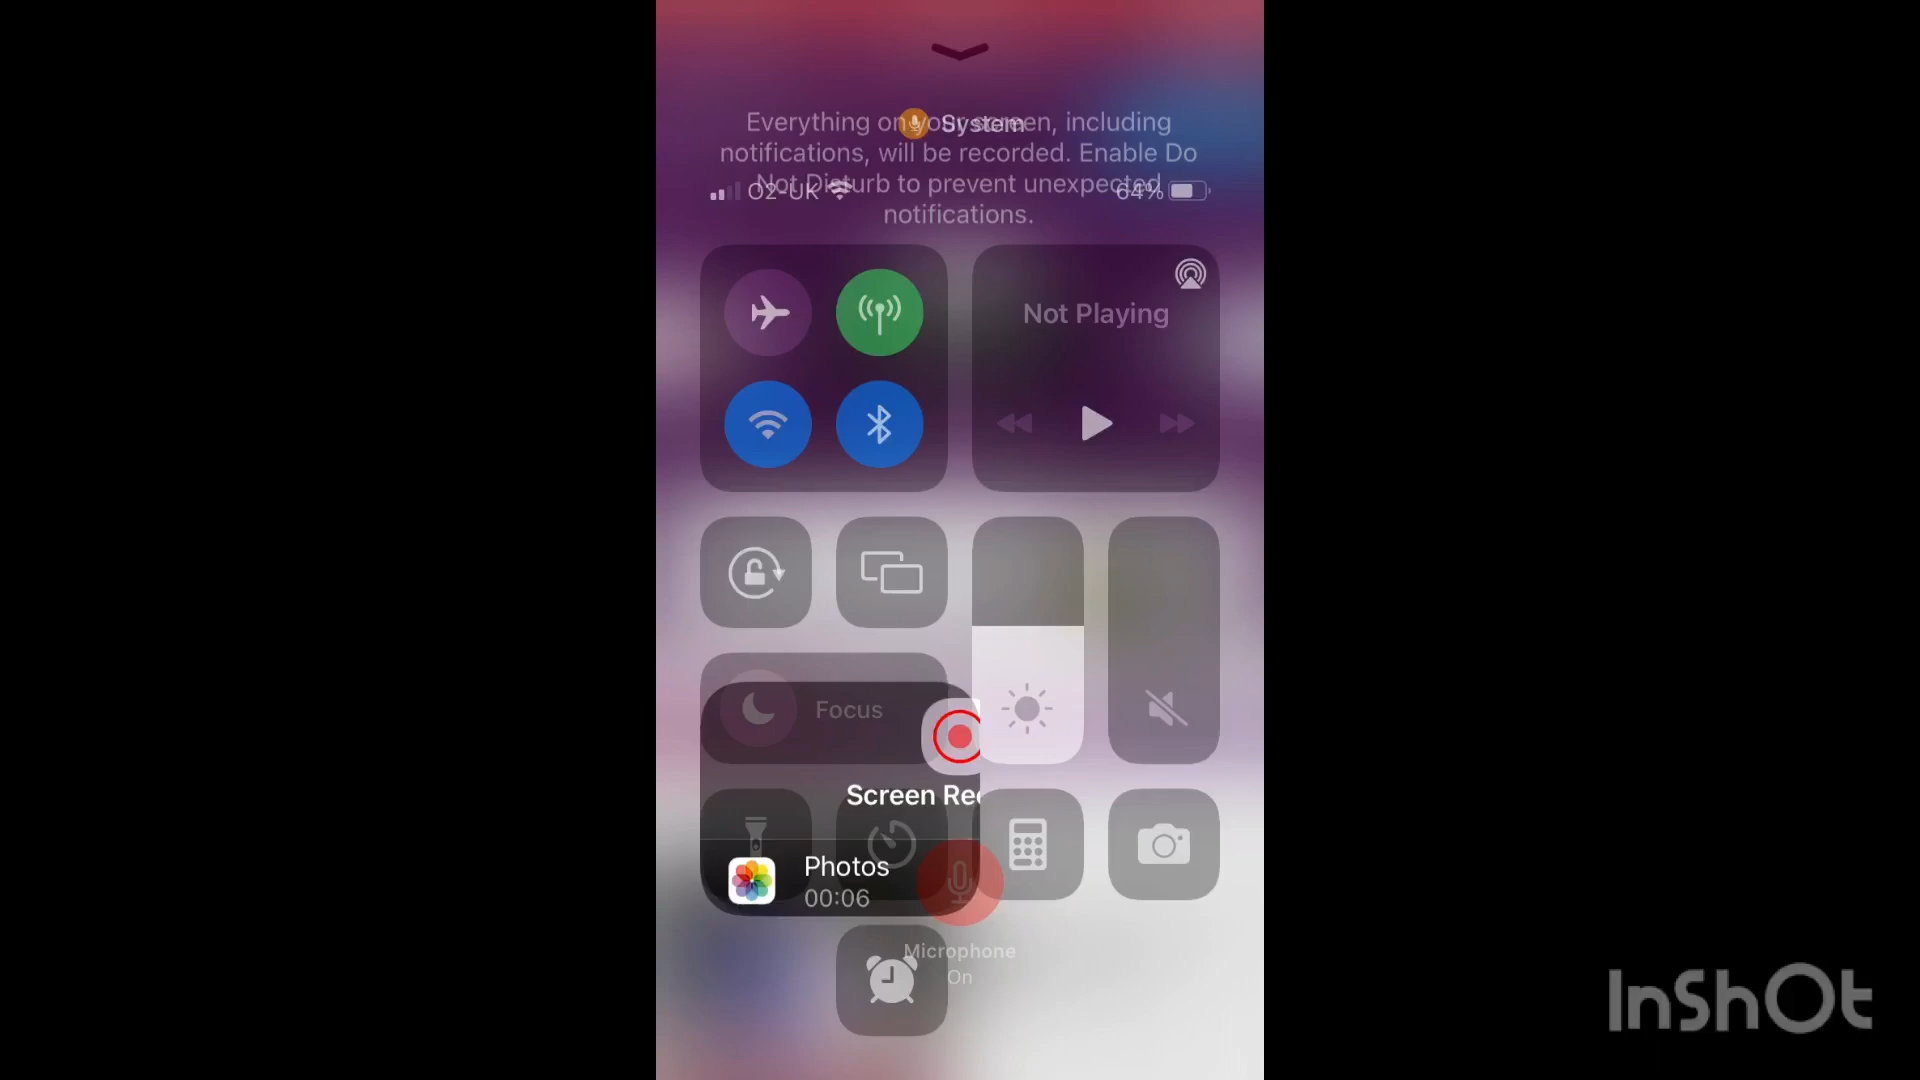 Everything on your screen, including
System
notifications, will be recorded. Enable Do
Not Disturb to prevent unexpected
O2-UK
64%
notifications.
Not Playing
Focus
Screen Rec
Photos
00:06
Microphone
On
InShOt